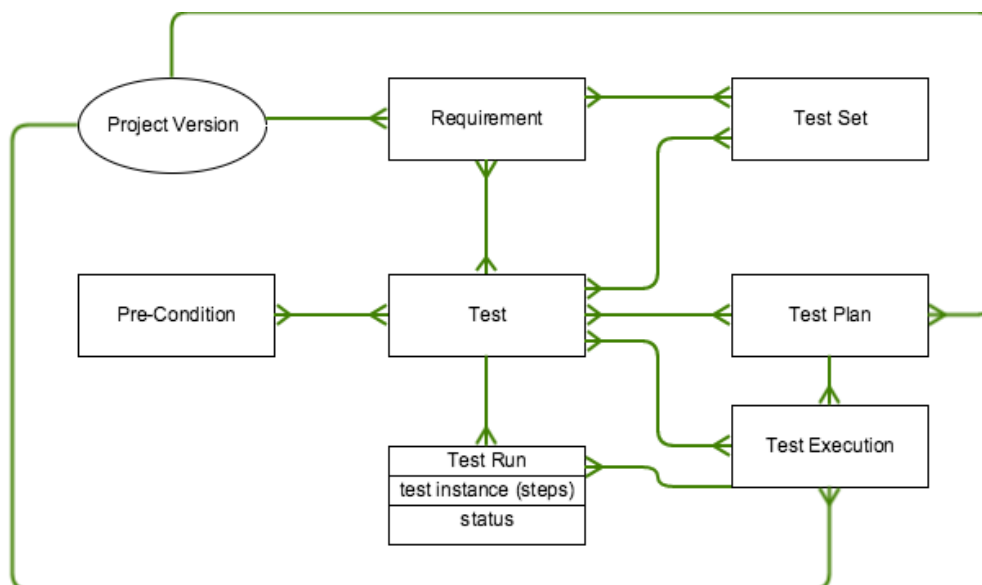 Project Version
Requirement
Test Set
Pre-Condition
Test
Test Plan
Test Run
test instance (steps)
status
Test Execution